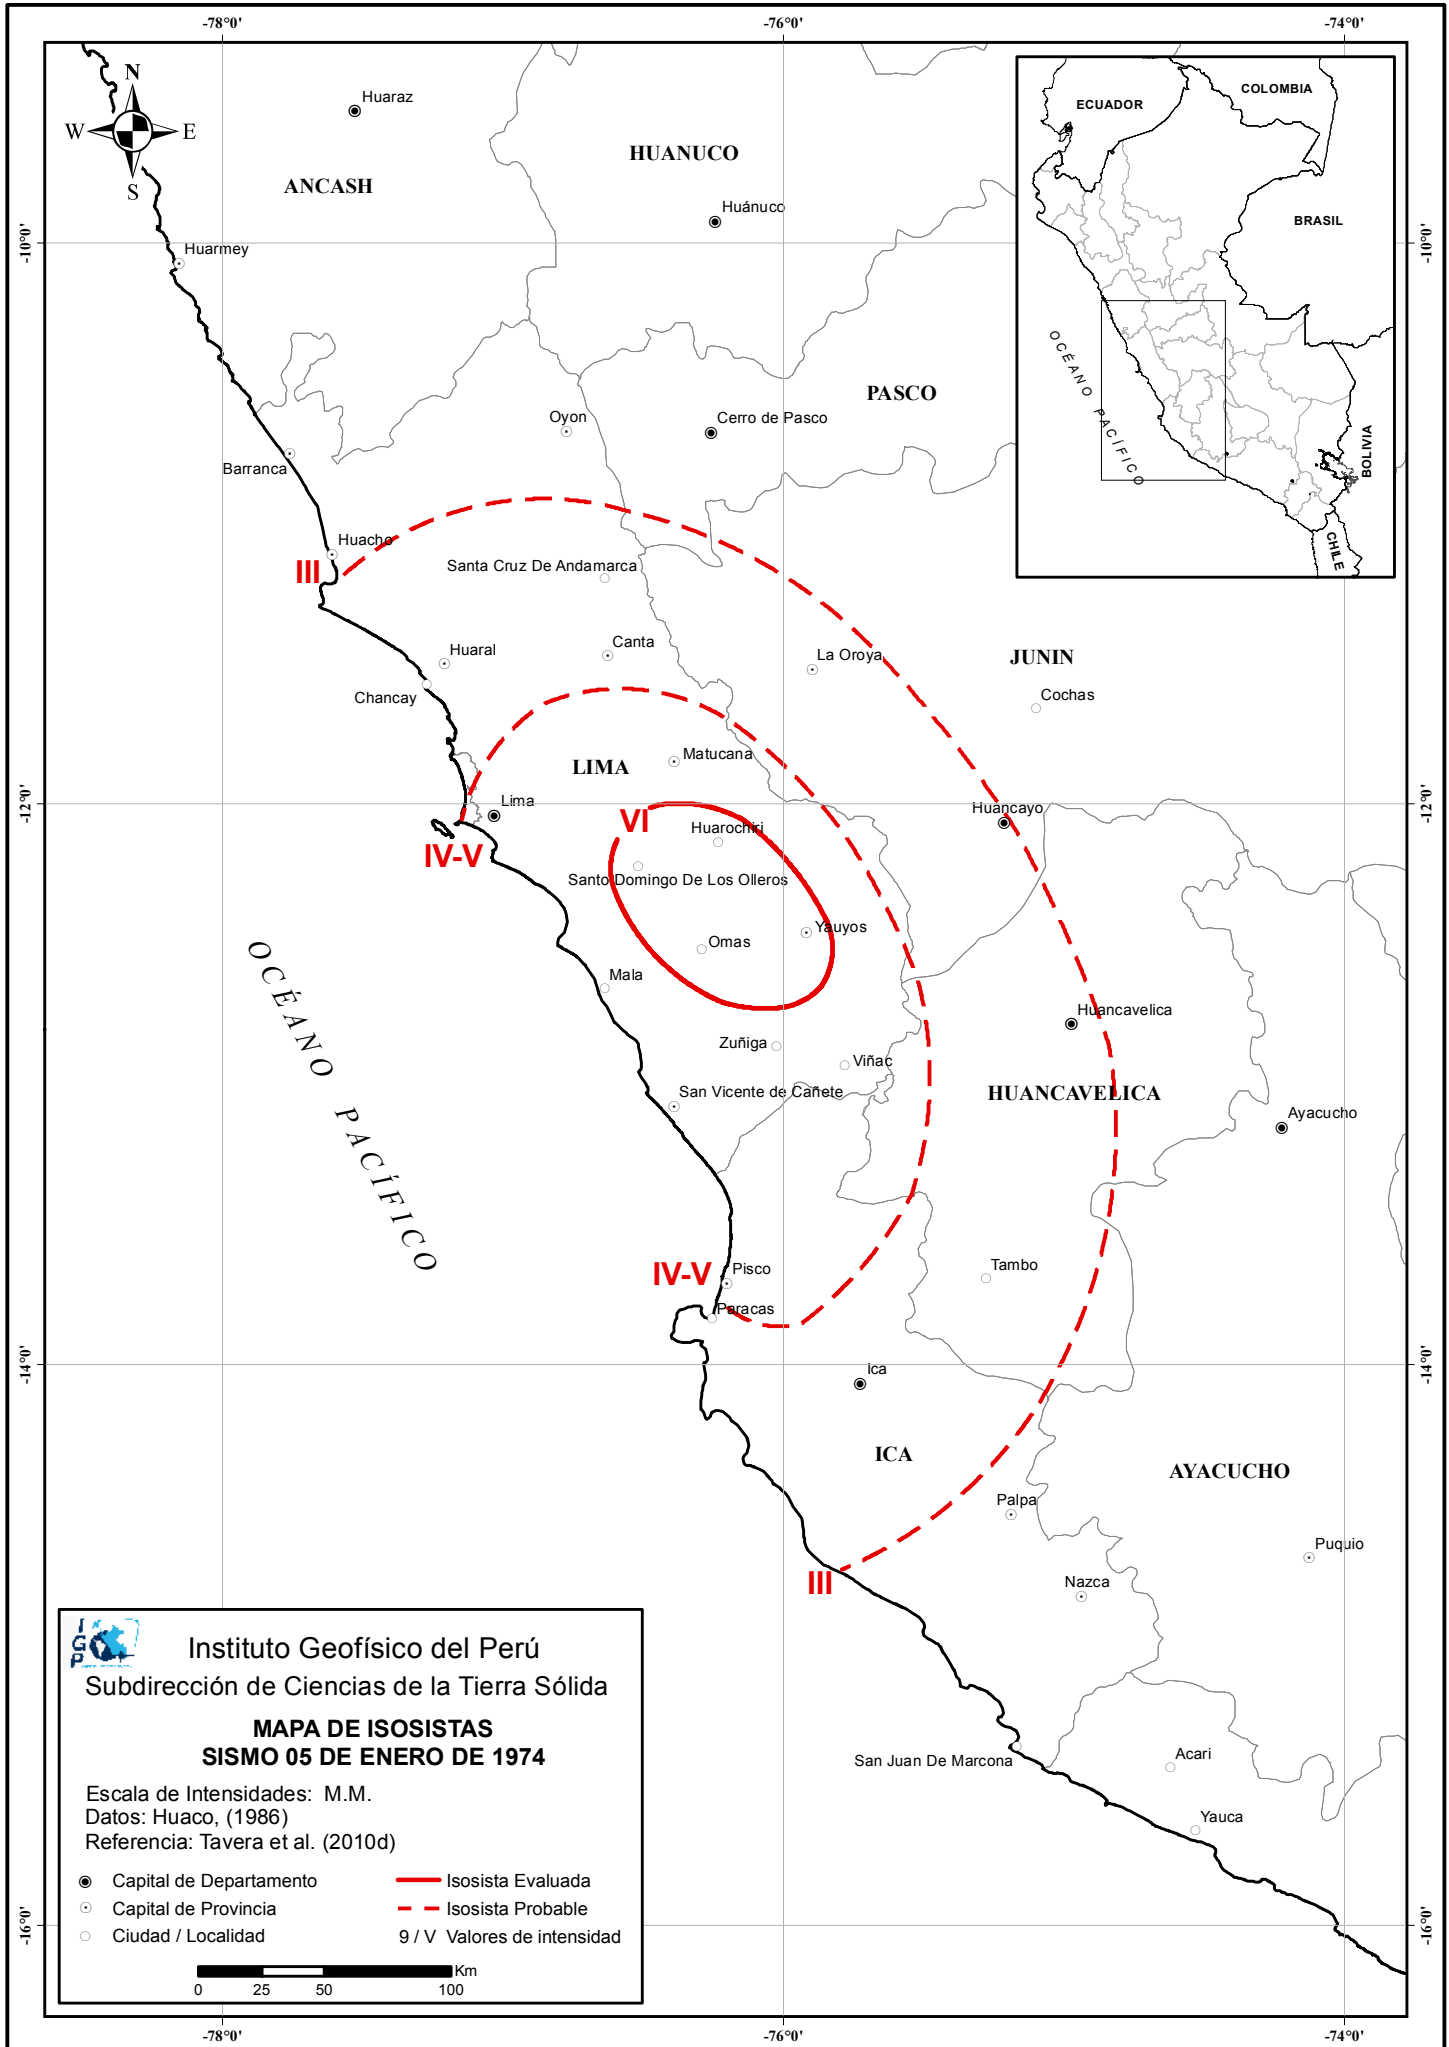 -78°0'
-76°0'
-74°0'
N
W
E
S
Huaraz
ANCASH
HUANUCO
Huánuco
Huarmey
-10°0'
-10°0'
ECUADOR
COLOMBIA
BRASIL
OCÉANO PACÍFICO
BOLIVIA
CHILE
PASCO
Oyon
Cerro de Pasco
Barranca
Huacho
III
Santa Cruz De Andamarca
Huaral
Canta
La Oroya
JUNIN
Chancay
Cochas
Matucana
LIMA
-12°0'
-12°0'
Lima
Huancayo
VI
Huarochiri
IV-V
Santo Domingo De Los Olleros
Yauyos
Omas
OCÉANO PACÍFICO
Mala
Huancavelica
Zuñiga
Viñac
HUANCAVELICA
San Vicente de Cañete
Ayacucho
IV-V
Pisco
Tambo
Paracas
-14°0'
-14°0'
Ica
ICA
AYACUCHO
Palpa
Puquio
III
Nazca
San Juan De Marcona
Acari
Yauca
-16°0'
-16°0'
IGP
Instituto Geofísico del Perú
Subdirección de Ciencias de la Tierra Sólida
MAPA DE ISOSISTAS
SISMO 05 DE ENERO DE 1974
Escala de Intensidades: M.M.
Datos: Huaco, (1986)
Referencia: Tavera et al. (2010d)
Capital de Departamento
Isosista Evaluada
Capital de Provincia
Isosista Probable
Ciudad / Localidad
9 / V Valores de intensidad
Km
0 25 50 100
-78°0'
-76°0'
-74°0'